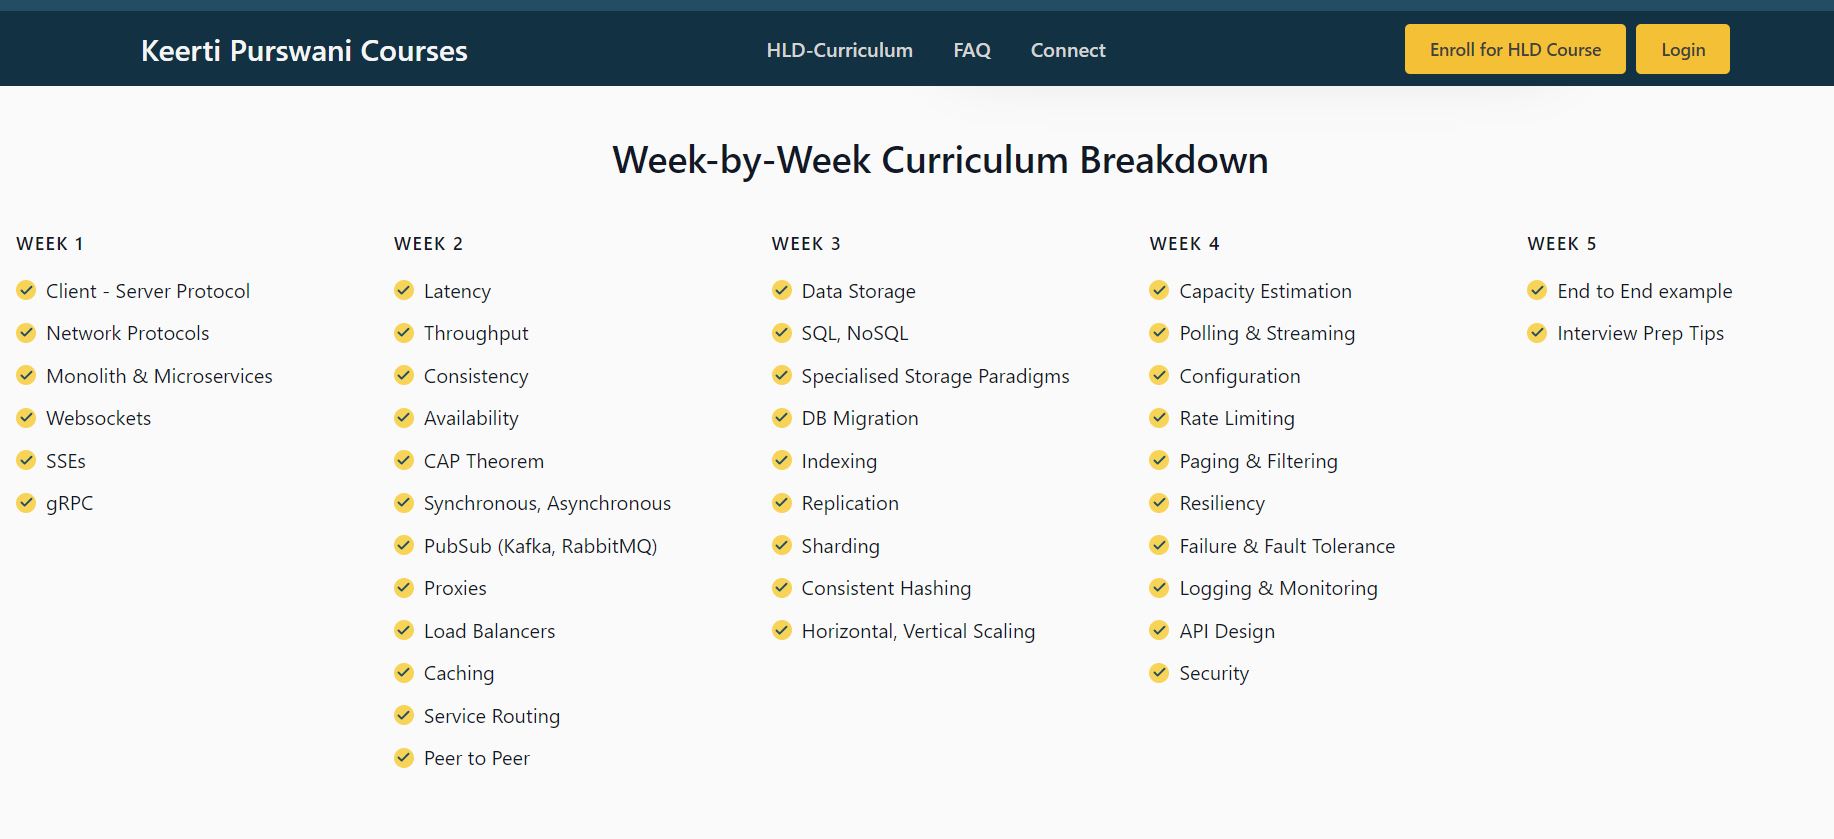 Keerti Purswani Courses
HLD-Curriculum
FAQ
Connect
Enroll for HLD Course
Login
Week-by-Week Curriculum Breakdown
WEEK 1
Client - Server Protocol
Network Protocols
Monolith & Microservices
Websockets
SSEs
gRPC
WEEK 2
Latency
Throughput
Consistency
Availability
CAP Theorem
Synchronous, Asynchronous
PubSub (Kafka, RabbitMQ)
Proxies
Load Balancers
Caching
Service Routing
Peer to Peer
WEEK 3
Data Storage
SQL, NoSQL
Specialised Storage Paradigms
DB Migration
Indexing
Replication
Sharding
Consistent Hashing
Horizontal, Vertical Scaling
WEEK 4
Capacity Estimation
Polling & Streaming
Configuration
Rate Limiting
Paging & Filtering
Resiliency
Failure & Fault Tolerance
Logging & Monitoring
API Design
Security
WEEK 5
End to End example
Interview Prep Tips